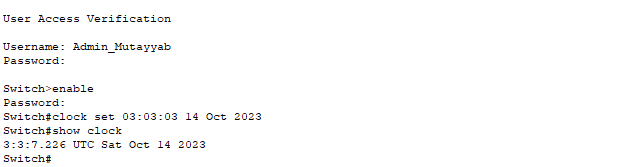 User Access Verification
Username: Admin_Mutayyab
Password:
Switch>enable
Password:
Switch#clock set 03:03:03 14 Oct 2023
Switch#show clock
3:3:7.226 UTC Sat Oct 14 2023
Switch#